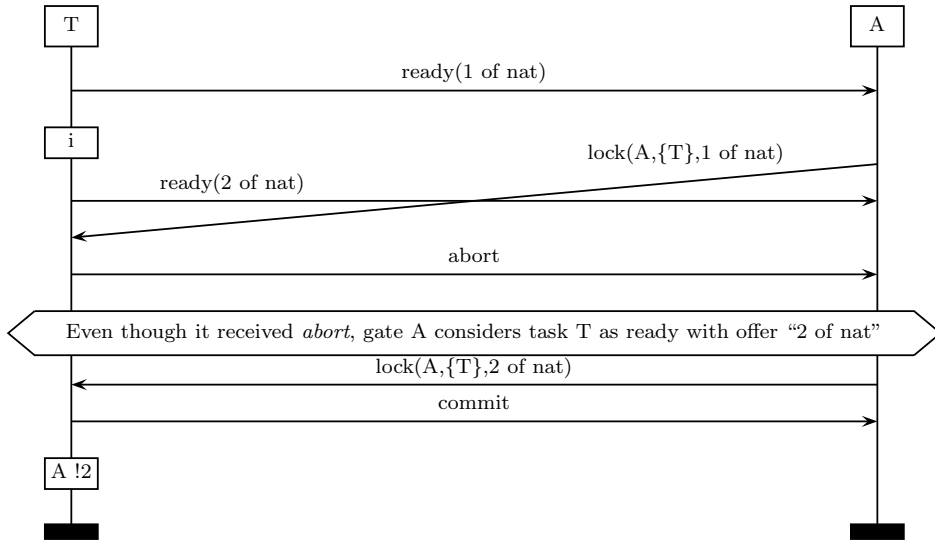 T
A
ready(1 of nat)
i
lock(A,{T},1 of nat)
ready(2 of nat)
abort
Even though it received abort, gate A considers task T as ready with offer “2 of nat”
lock(A,{T},2 of nat)
commit
A !2